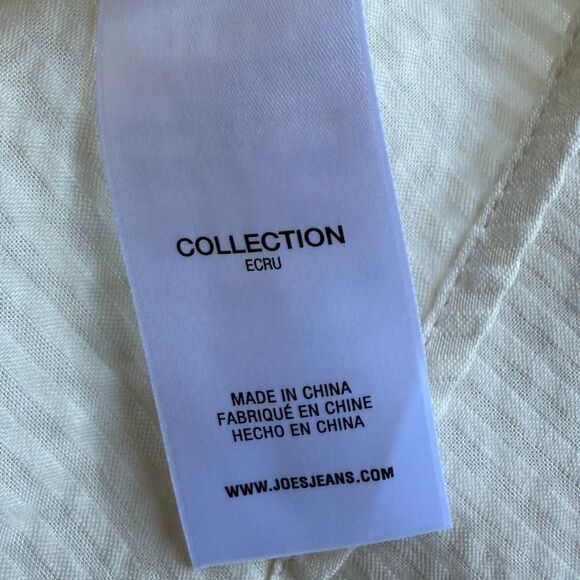 COLLECTION
ECRU
MADE IN CHINA
FABRIQUÉ EN CHINE
HECHO EN CHINA
WWW.JOESJEANS.COM